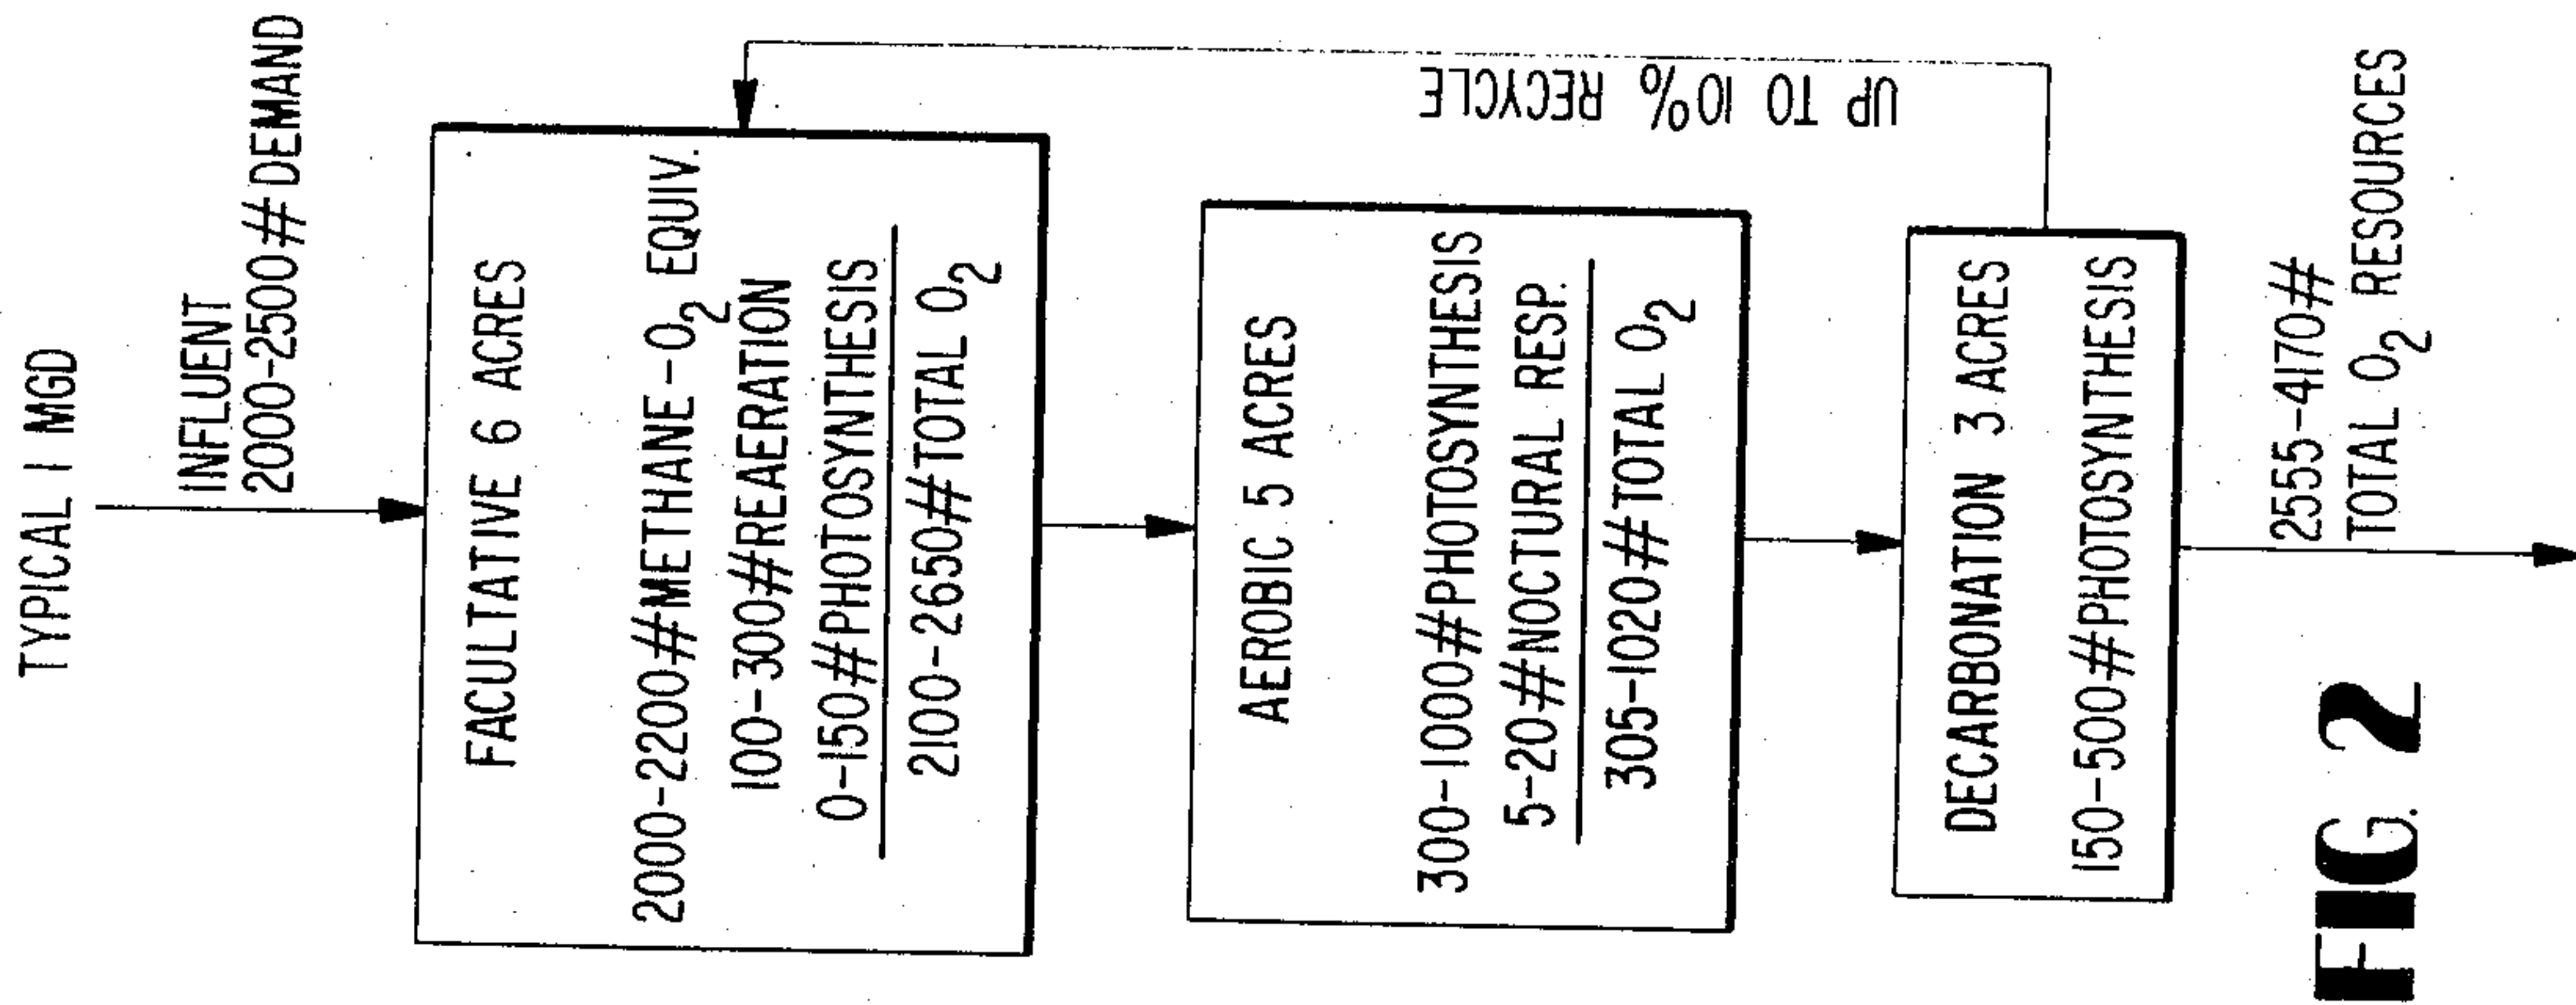 TYPICAL 1 MGD
INFLUENT
2000-2500# DEMAND
FACULTATIVE 6 ACRES
2000-2200# METHANE-O2 EQUIV.
100-300# REAERATION
0-150# PHOTOSYNTHESIS
2100-2650# TOTAL O2
UP TO 10% RECYCLE
AEROBIC 5 ACRES
300-1000# PHOTOSYNTHESIS
5-20# NOCTURAL RESP.
305-1020# TOTAL O2
DECARBONATION 3 ACRES
150-500# PHOTOSYNTHESIS
2555-4170#
TOTAL O2 RESOURCES
FIG. 2